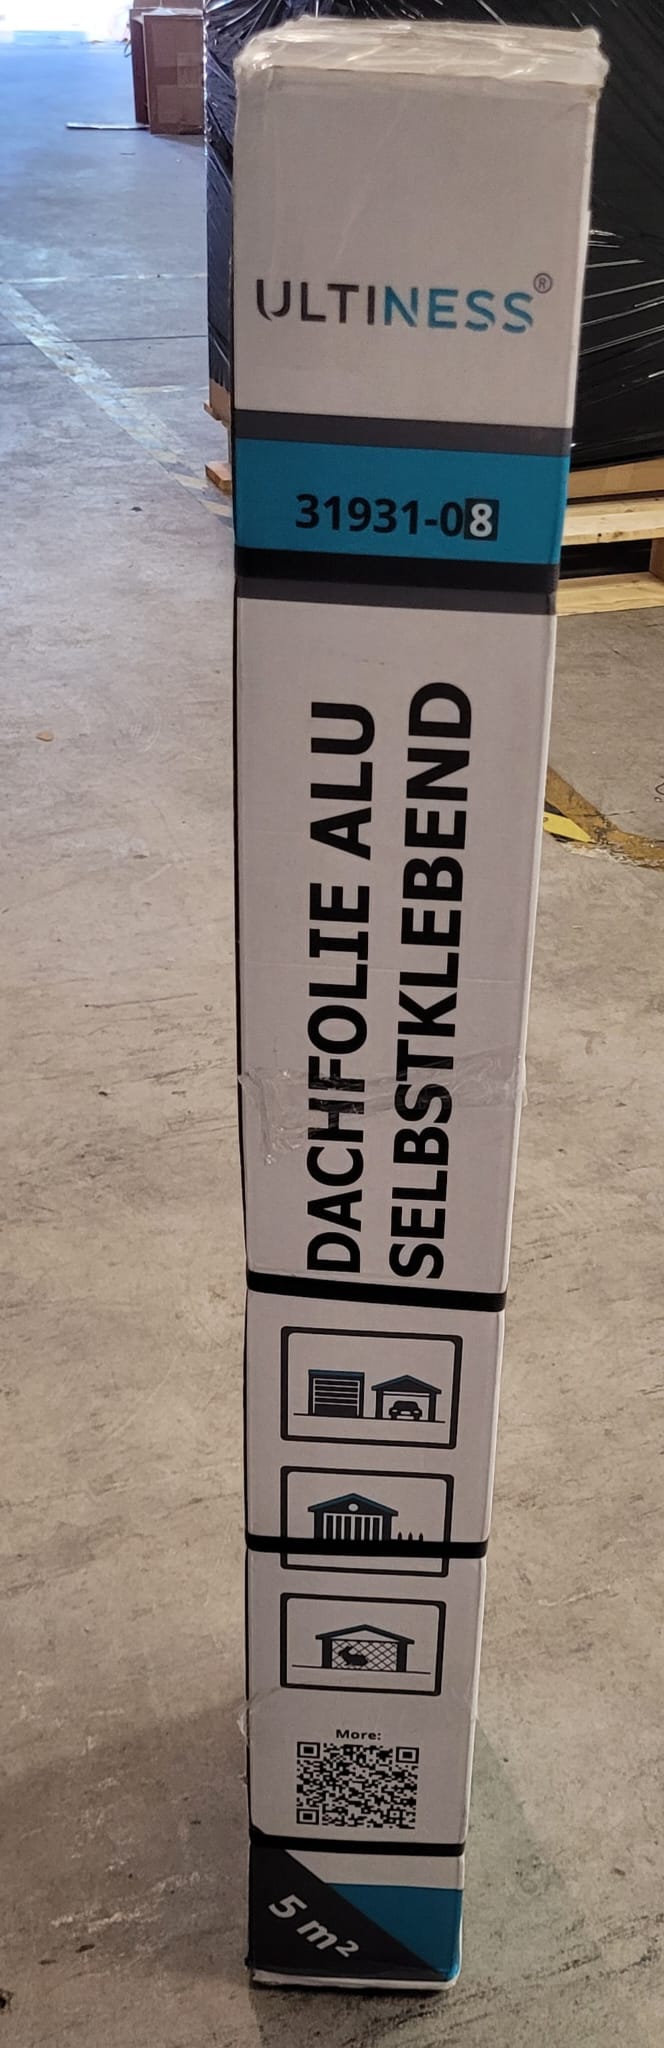 ULTINESS®
31931-08
DACHFOLIE ALU
SELBSTKLEBEND
More:
5 m²